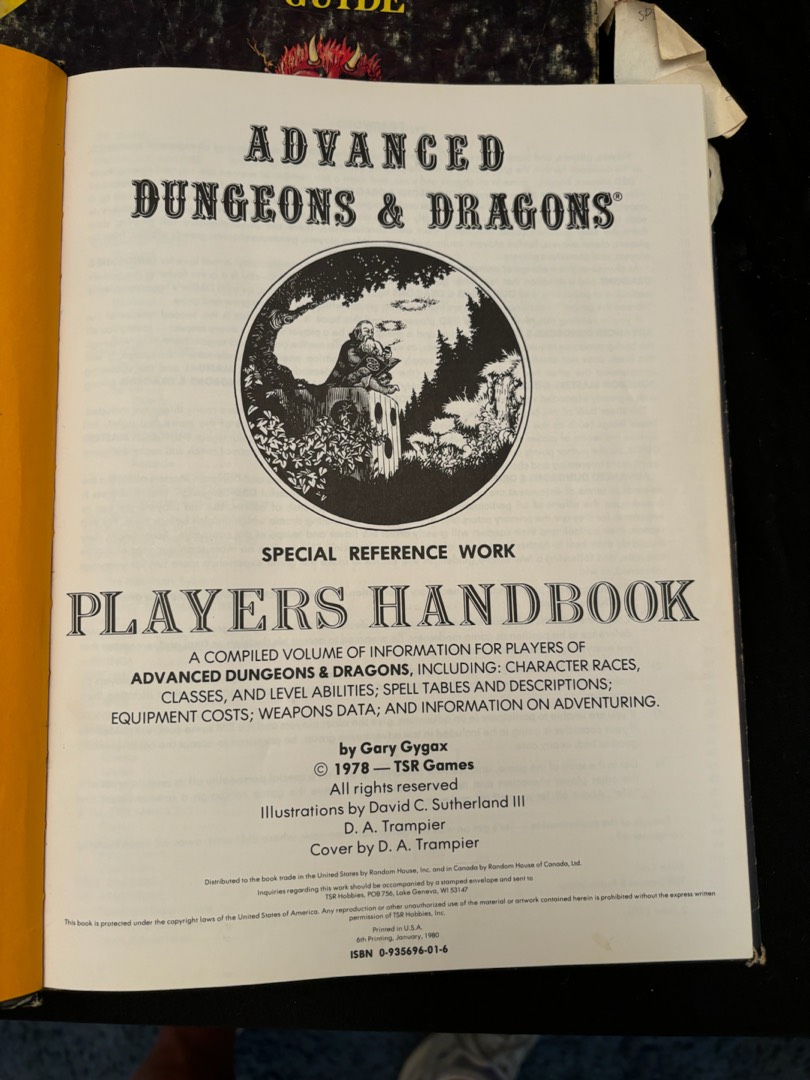 GUIDE
ADVANCED
DUNGEONS & DRAGONS®
SPECIAL REFERENCE WORK
PLAYERS HANDBOOK
A COMPILED VOLUME OF INFORMATION FOR PLAYERS OF
ADVANCED DUNGEONS & DRAGONS, INCLUDING: CHARACTER RACES,
CLASSES, AND LEVEL ABILITIES; SPELL TABLES AND DESCRIPTIONS;
EQUIPMENT COSTS; WEAPONS DATA; AND INFORMATION ON ADVENTURING.
by Gary Gygax
© 1978 — TSR Games
All rights reserved
Illustrations by David C. Sutherland III
D. A. Trampier
Cover by D. A. Trampier
Distributed to the book trade in the United States by Random House, Inc. and in Canada by Random House of Canada, Ltd.
Inquiries regarding this work should be accompanied by a stamped envelope and sent to
TSR Hobbies, POB 756, Lake Geneva, WI 53147
This book is protected under the copyright laws of the United States of America. Any reproduction or other unauthorized use of the material or artwork contained herein is prohibited without the express written
permission of TSR Hobbies, Inc.
Printed in U.S.A.
6th Printing, January, 1980
ISBN 0-935696-01-6